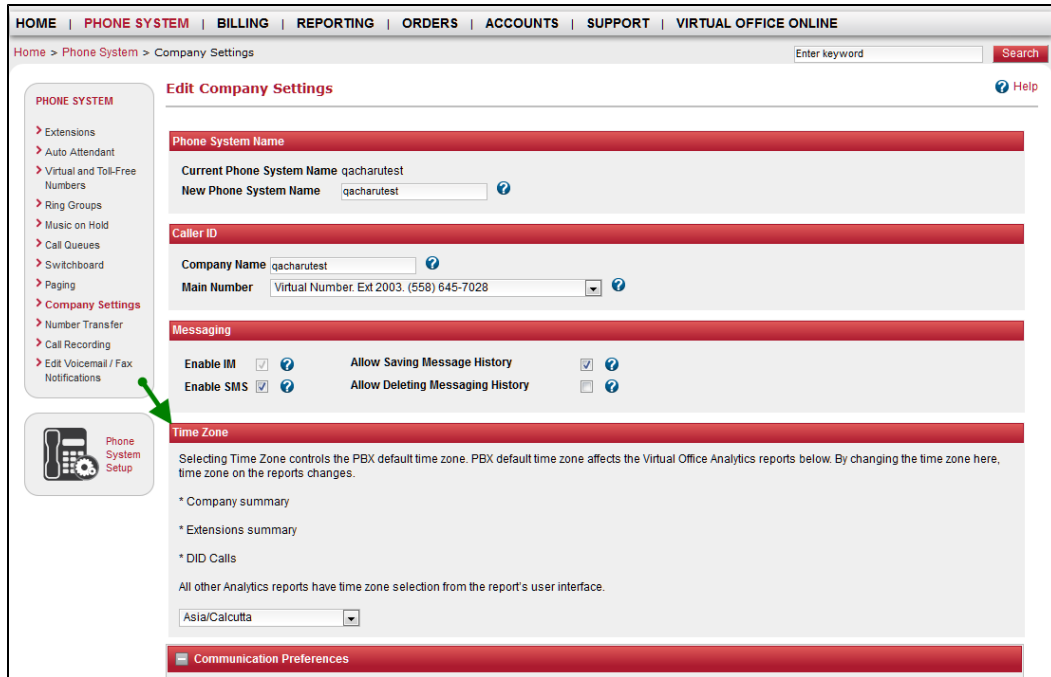 HOME | PHONE SYSTEM | BILLING | REPORTING | ORDERS | ACCOUNTS | SUPPORT | VIRTUAL OFFICE ONLINE
Home > Phone System > Company Settings
Enter keyword
Search
PHONE SYSTEM
Extensions
Auto Attendant
Virtual and Toll-Free
Numbers
Ring Groups
Music on Hold
Call Queues
Switchboard
Paging
Company Settings
Number Transfer
Call Recording
Edit Voicemail / Fax
Notifications
Phone
System
Setup
Edit Company Settings
? Help
Phone System Name
Current Phone System Name qacharutest
New Phone System Name qacharutest ?
Caller ID
Company Name qacharutest ?
Main Number Virtual Number. Ext 2003. (558) 645-7028 ?
Messaging
Enable IM ? Allow Saving Message History ?
Enable SMS ? Allow Deleting Messaging History ?
Time Zone
Selecting Time Zone controls the PBX default time zone. PBX default time zone affects the Virtual Office Analytics reports below. By changing the time zone here,
time zone on the reports changes.
* Company summary
* Extensions summary
* DID Calls
All other Analytics reports have time zone selection from the report's user interface.
Asia/Calcutta
Communication Preferences